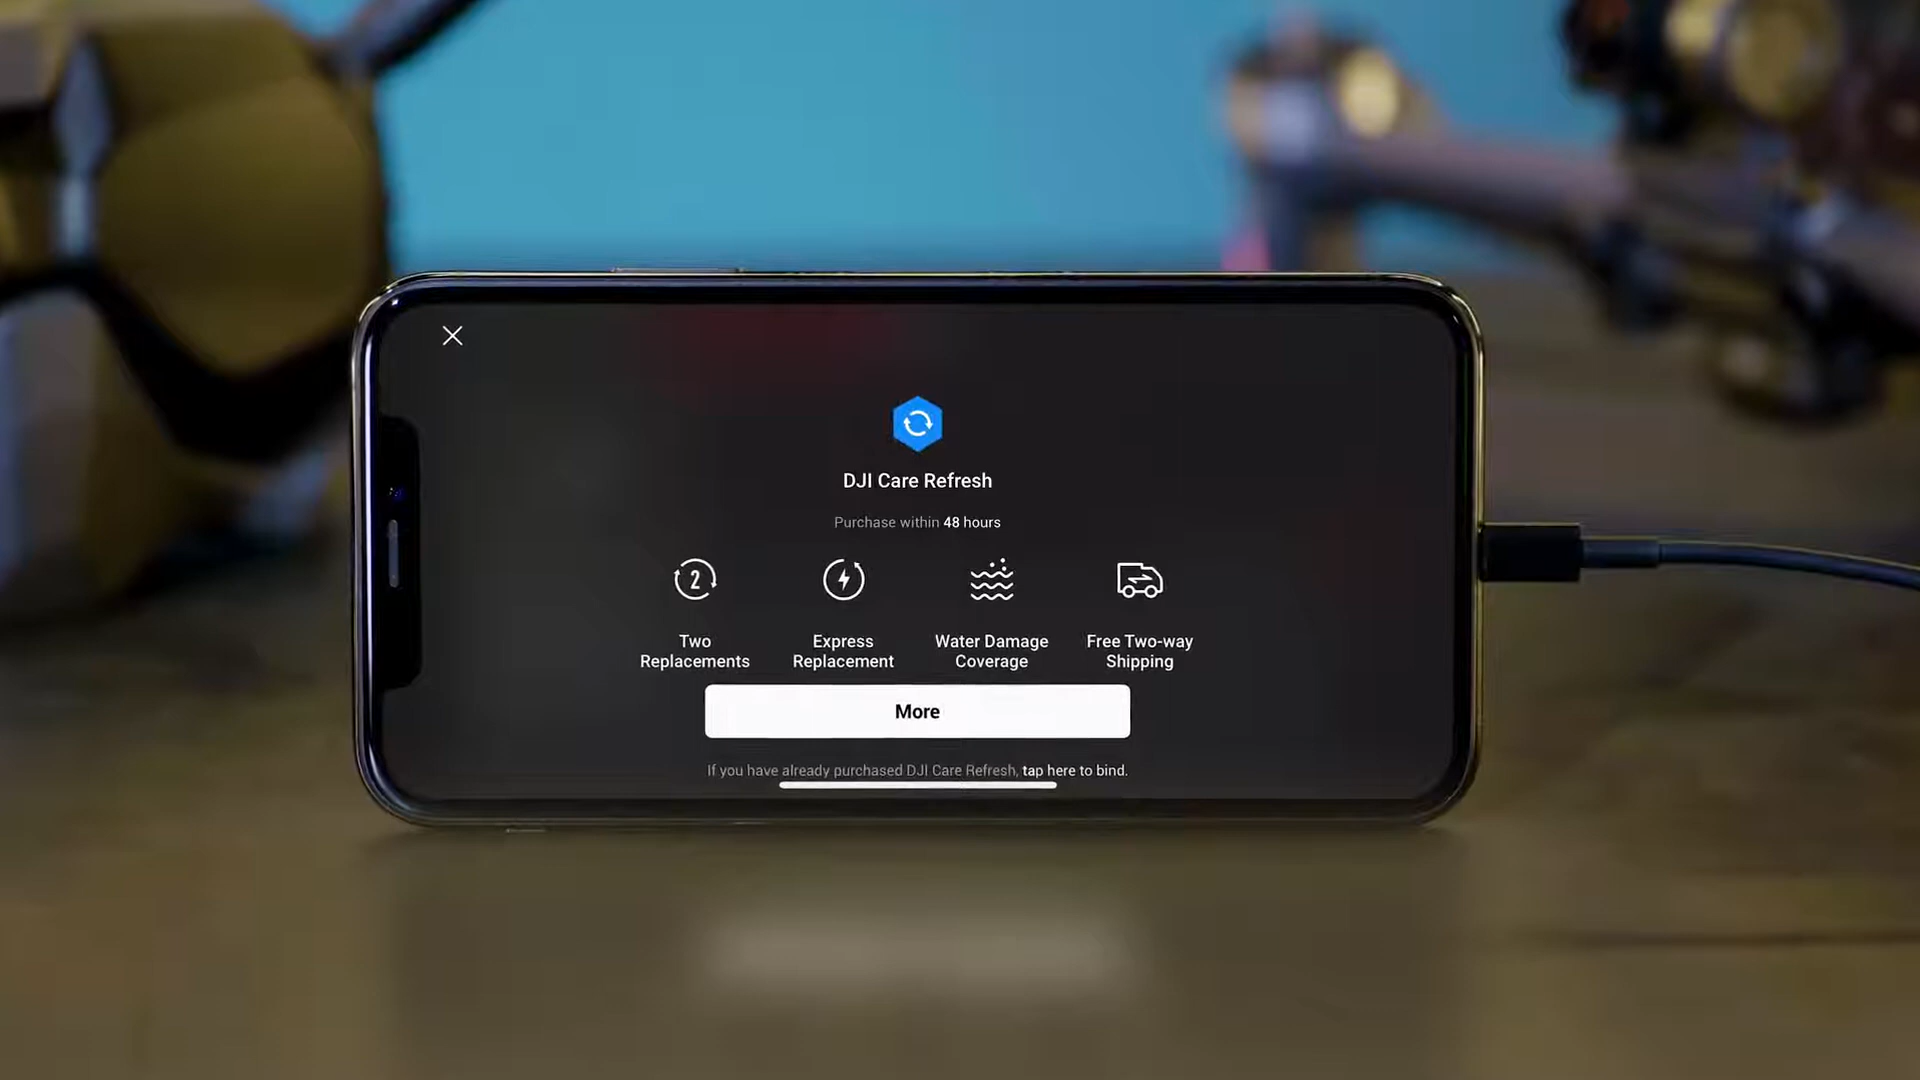 DJI Care Refresh
Purchase within 48 hours
2
Two
Replacements
Express
Replacement
Water Damage
Coverage
Free Two-way
Shipping
More
If you have already purchased DJI Care Refresh, tap here to bind.